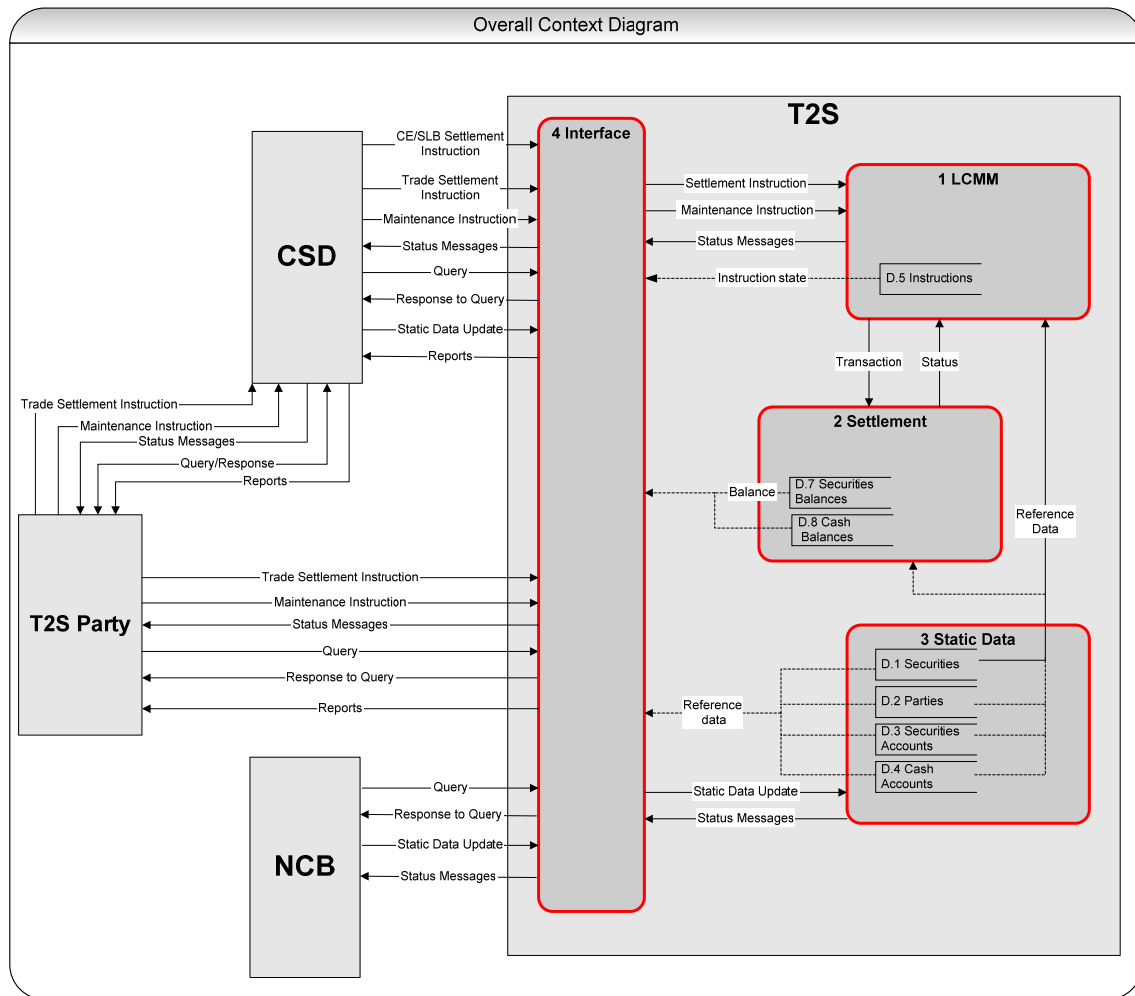 Overall Context Diagram
T2S
4 Interface
CE/SLB Settlement
Instruction
Trade Settlement
Instruction
Maintenance Instruction
Status Messages
Query
Response to Query
Static Data Update
Reports
CSD
Settlement Instruction
Maintenance Instruction
Status Messages
Instruction state
1 LCMM
D.5 Instructions
Transaction
Status
2 Settlement
Balance
D.7 Securities
Balances
D.8 Cash
Balances
Reference
Data
Trade Settlement Instruction
Maintenance Instruction
Status Messages
Query/Response
Reports
T2S Party
Trade Settlement Instruction
Maintenance Instruction
Status Messages
Query
Response to Query
Reports
3 Static Data
D.1 Securities
D.2 Parties
D.3 Securities
Accounts
D.4 Cash
Accounts
Reference
data
Static Data Update
Status Messages
NCB
Query
Response to Query
Static Data Update
Status Messages